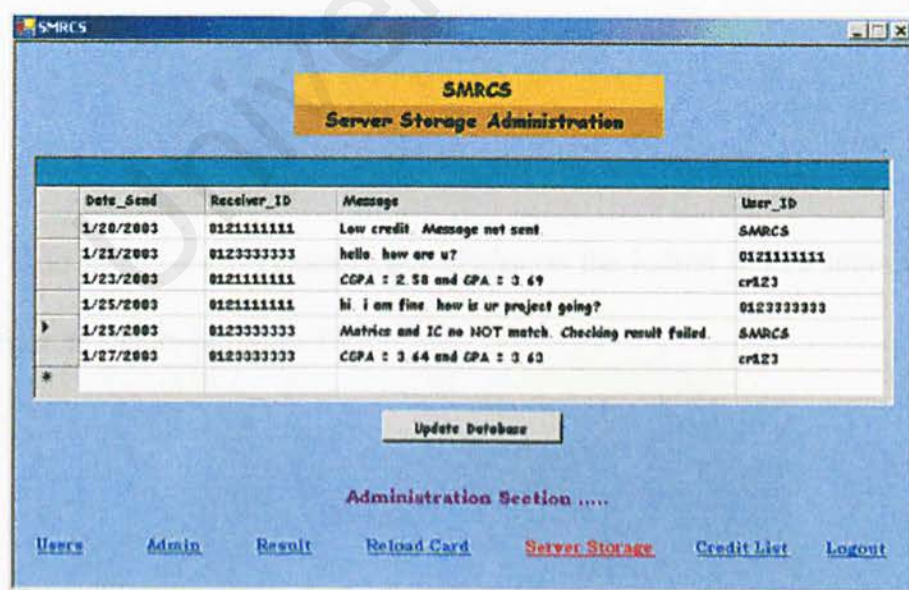 SMRCS
SMRCS
Server Storage Administration
Date_Send Receiver_ID Message User_ID
1/20/2003 0121111111 Low credit. Message not sent. SMRCS
1/21/2003 0123333333 hello. how are u? 0121111111
1/23/2003 0121111111 CGPA = 2.58 and GPA = 3.69 cr123
1/25/2003 0121111111 hi. i am fine. how is ur project going? 0123333333
1/25/2003 0123333333 Matrics and IC no NOT match. Checking result failed. SMRCS
1/27/2003 0123333333 CGPA = 3.64 and GPA = 3.63 cr123
Update Database
Administration Section .....
Users Admin Result Reload Card Server Storage Credit List Logout